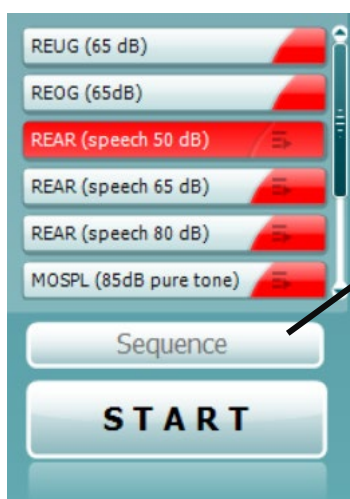 REUG (65 dB)
REOG (65dB)
REAR (speech 50 dB)
REAR (speech 65 dB)
REAR (speech 80 dB)
MOSPL (85dB pure tone)
Sequence
START